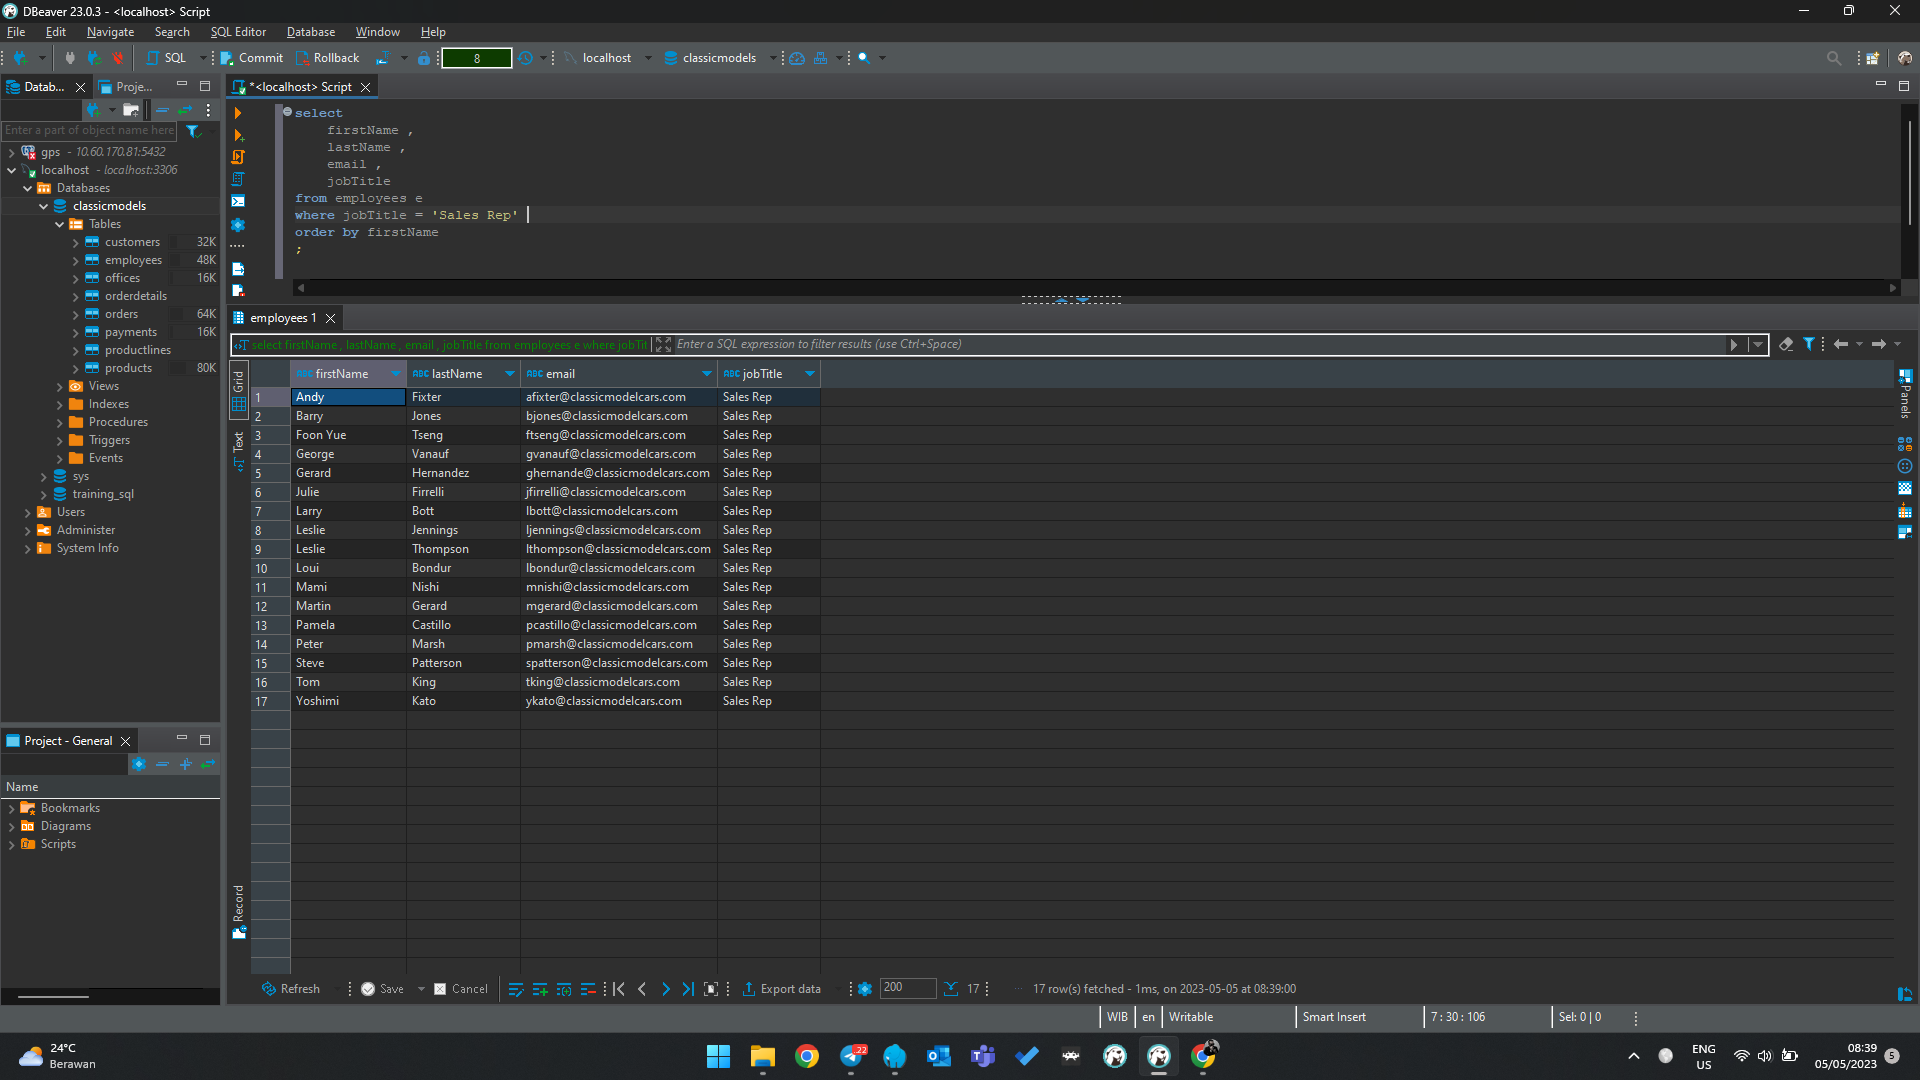 DBeaver 23.0.3 - <localhost> Script
File Edit Navigate Search SQL Editor Database Window Help
SQL Commit Rollback 8 localhost classicmodels
Datab... Proje...
*<localhost> Script
Enter a part of object name here
gps - 10.60.170.81:5432
localhost - localhost:3306
Databases
classicmodels
Tables
customers 32K
employees 48K
offices 16K
orderdetails
orders 64K
payments 16K
productlines
products 80K
Views
Indexes
Procedures
Triggers
Events
sys
training_sql
Users
Administer
System Info
select
firstName ,
lastName ,
email ,
jobTitle
from employees e
where jobTitle = 'Sales Rep'
order by firstName
;
employees 1
select firstName , lastName , email , jobTitle from employees e where jobTit
Enter a SQL expression to filter results (use Ctrl+Space)
Grid
Text
Record
Panels
ABC firstName ABC lastName ABC email ABC jobTitle
1 Andy Fixter afixter@classicmodelcars.com Sales Rep
2 Barry Jones bjones@classicmodelcars.com Sales Rep
3 Foon Yue Tseng ftseng@classicmodelcars.com Sales Rep
4 George Vanauf gvanauf@classicmodelcars.com Sales Rep
5 Gerard Hernandez ghernande@classicmodelcars.com Sales Rep
6 Julie Firrelli jfirrelli@classicmodelcars.com Sales Rep
7 Larry Bott lbott@classicmodelcars.com Sales Rep
8 Leslie Jennings ljennings@classicmodelcars.com Sales Rep
9 Leslie Thompson lthompson@classicmodelcars.com Sales Rep
10 Loui Bondur lbondur@classicmodelcars.com Sales Rep
11 Mami Nishi mnishi@classicmodelcars.com Sales Rep
12 Martin Gerard mgerard@classicmodelcars.com Sales Rep
13 Pamela Castillo pcastillo@classicmodelcars.com Sales Rep
14 Peter Marsh pmarsh@classicmodelcars.com Sales Rep
15 Steve Patterson spatterson@classicmodelcars.com Sales Rep
16 Tom King tking@classicmodelcars.com Sales Rep
17 Yoshimi Kato ykato@classicmodelcars.com Sales Rep
Project - General
Name
Bookmarks
Diagrams
Scripts
Refresh Save Cancel Export data 200 17 17 row(s) fetched - 1ms, on 2023-05-05 at 08:39:00
WIB en Writable Smart Insert 7 : 30 : 106 Sel: 0 | 0
24°C
Berawan
22
ENG
US
08:39
05/05/2023
5